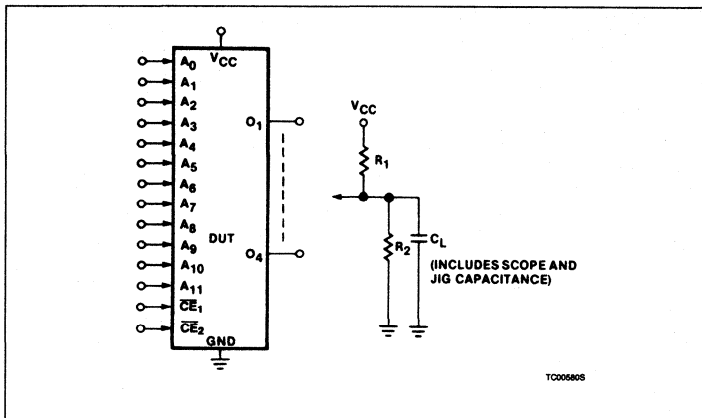 VCC
A0
A1
A2
A3
A4
A5
A6
A7
A8
A9
A10
A11
CE1
CE2
DUT
O1
O4
GND
VCC
R1
R2
CL
(INCLUDES SCOPE AND
JIG CAPACITANCE)
TC00580S